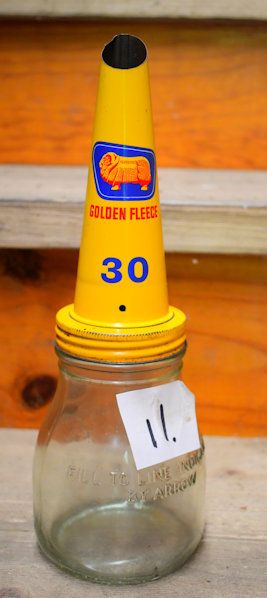 GOLDEN FLEECE
30
11.
FILL TO LINE
BY ARROW